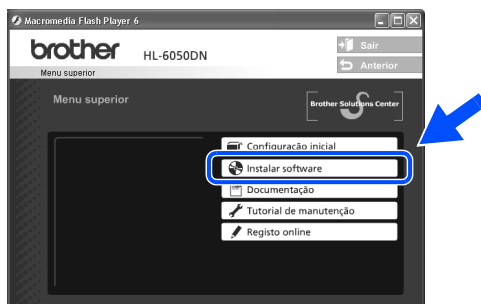 Macromedia Flash Player 6
brother
HL-6050DN
Sair
Anterior
Menu superior
Menu superior
Brother Solutions Center
Configuração inicial
Instalar software
Documentação
Tutorial de manutenção
Registo online